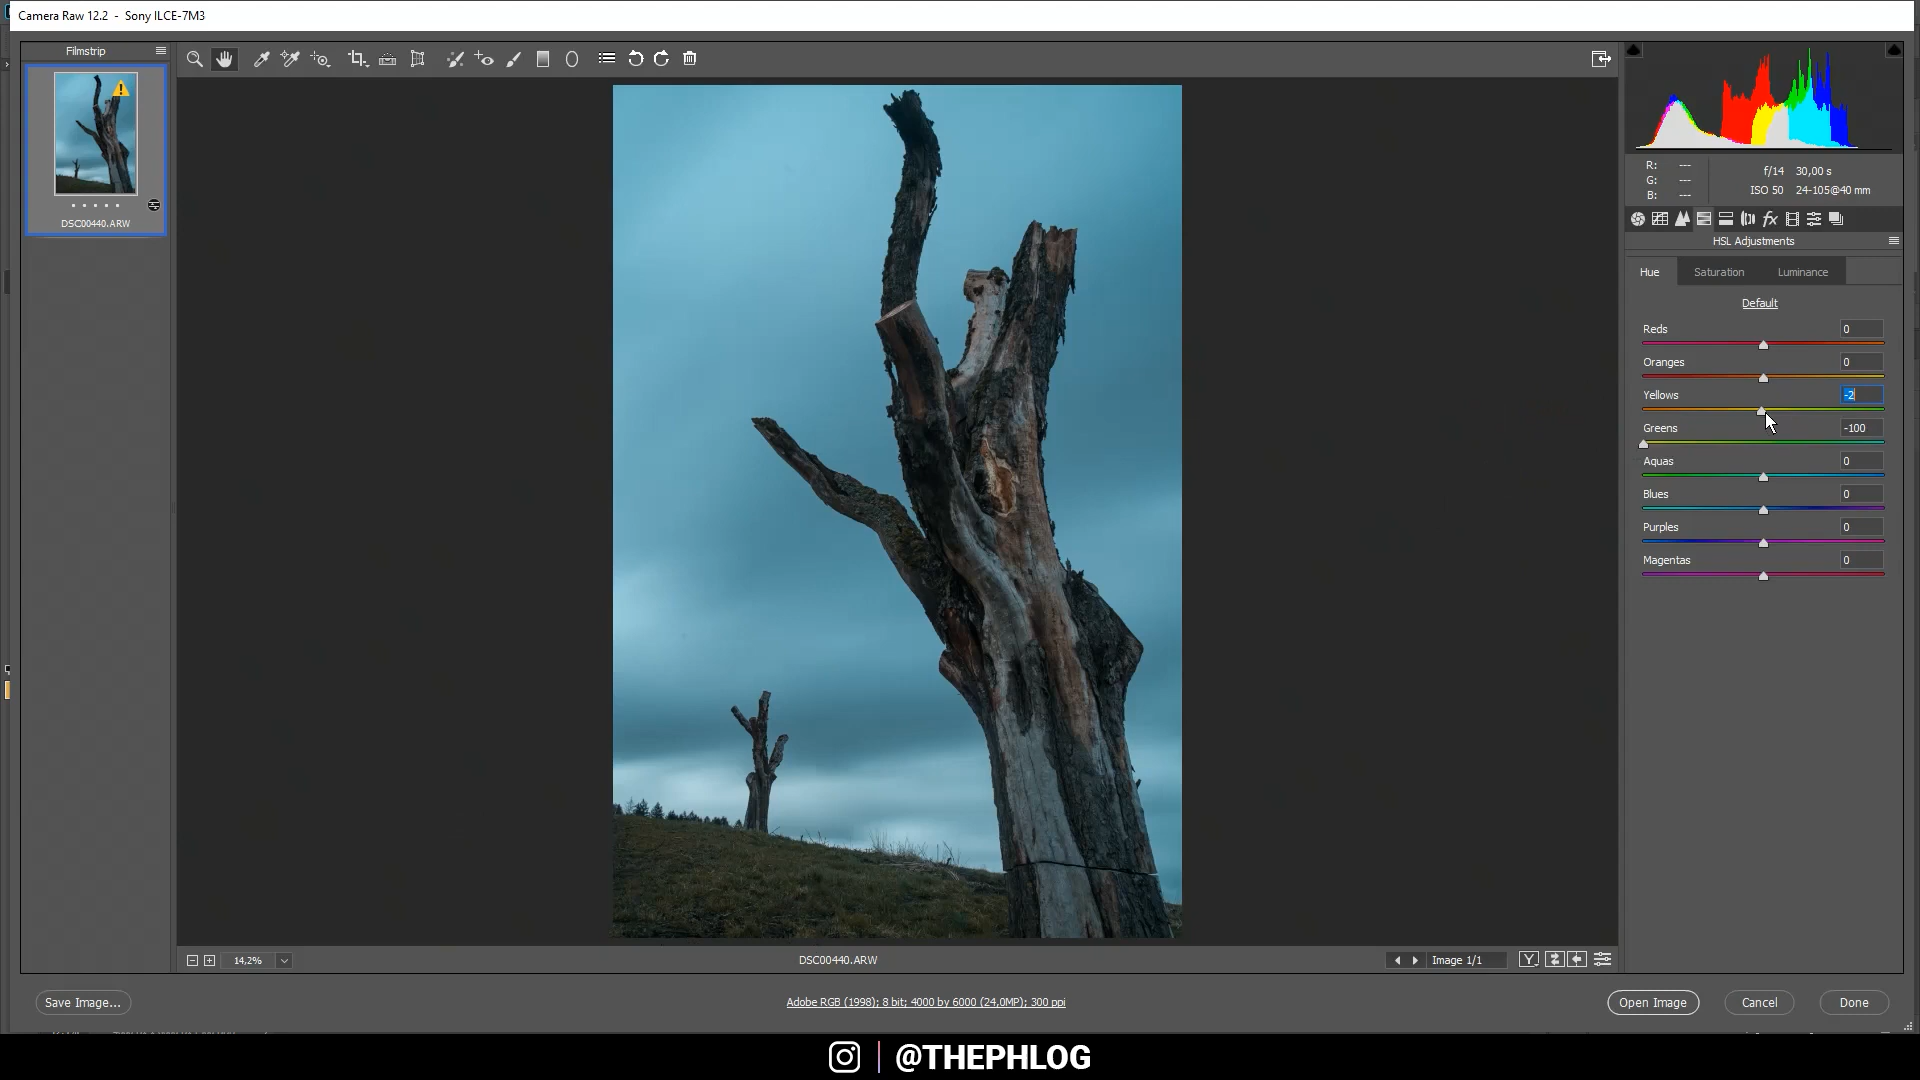 Camera Raw 12.2 - Sony ILCE-7M3
Filmstrip
DSC00440.ARW
R: ---
G: ---
B: ---
f/14 30,00 s
ISO 50 24-105@40 mm
HSL Adjustments
Hue Saturation Luminance
Default
Reds 0
Oranges 0
Yellows -2
Greens -100
Aquas 0
Blues 0
Purples 0
Magentas 0
14,2%
DSC00440.ARW
Image 1/1
Save Image...
Adobe RGB (1998); 8 bit; 4000 by 6000 (24,0MP); 300 ppi
Open Image
Cancel
Done
@THEPHLOG